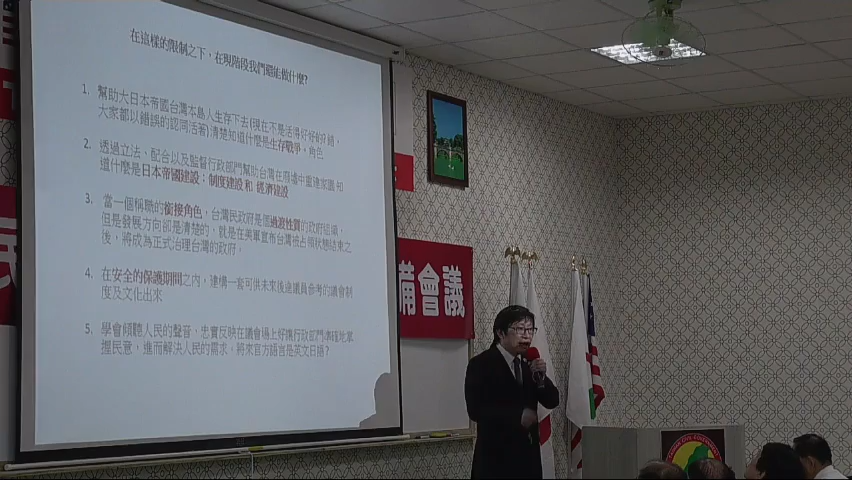 在這樣的限制之下，在現階段我們還能做什麼?
1. 幫助大日本帝國台灣本島人生存下去(現在不是活得好好的?錯，
大家都以錯誤的認同活著)清楚知道什麼是生存戰爭。角色
2. 透過立法、配合以及監督行政部門幫助台灣在廢墟中重建家園 知
道什麼是日本帝國建設：制度建設 和 經濟建設
3. 當一個稱職的銜接角色，台灣民政府是個過渡性質的政府組織，
但是發展方向卻是清楚的，就是在美軍宣布台灣被占領狀態結束之
後，將成為正式治理台灣的政府。
4. 在安全的保護期間之內，建構一套可供未來後進議員參考的議會制
度及文化出來
5. 學會傾聽人民的聲音，忠實反映在議會場上好讓行政部門準確地掌
握民意，進而解決人民的需求。將來官方語言是英文日語?
備會議
民